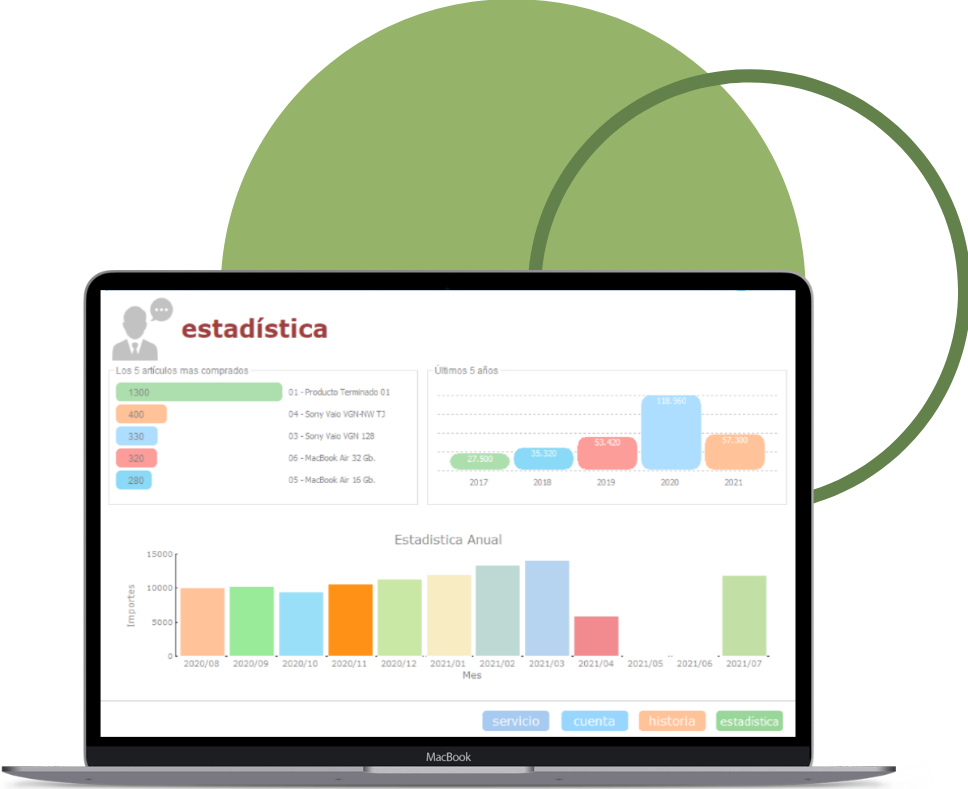 estadística
Los 5 artículos mas comprados
1300 01 - Producto Terminado 01
400 04 - Sony Vaio VGN-NW TJ
330 03 - Sony Vaio VGN 128
320 06 - MacBook Air 32 Gb.
280 05 - MacBook Air 16 Gb.
Últimos 5 años
27.500 35.320 53.420 118.960 57.300
2017 2018 2019 2020 2021
Estadistica Anual
Importes
15000
10000
5000
0
2020/08 2020/09 2020/10 2020/11 2020/12 2021/01 2021/02 2021/03 2021/04 2021/05 2021/06 2021/07
Mes
servicio cuenta historia estadística
MacBook